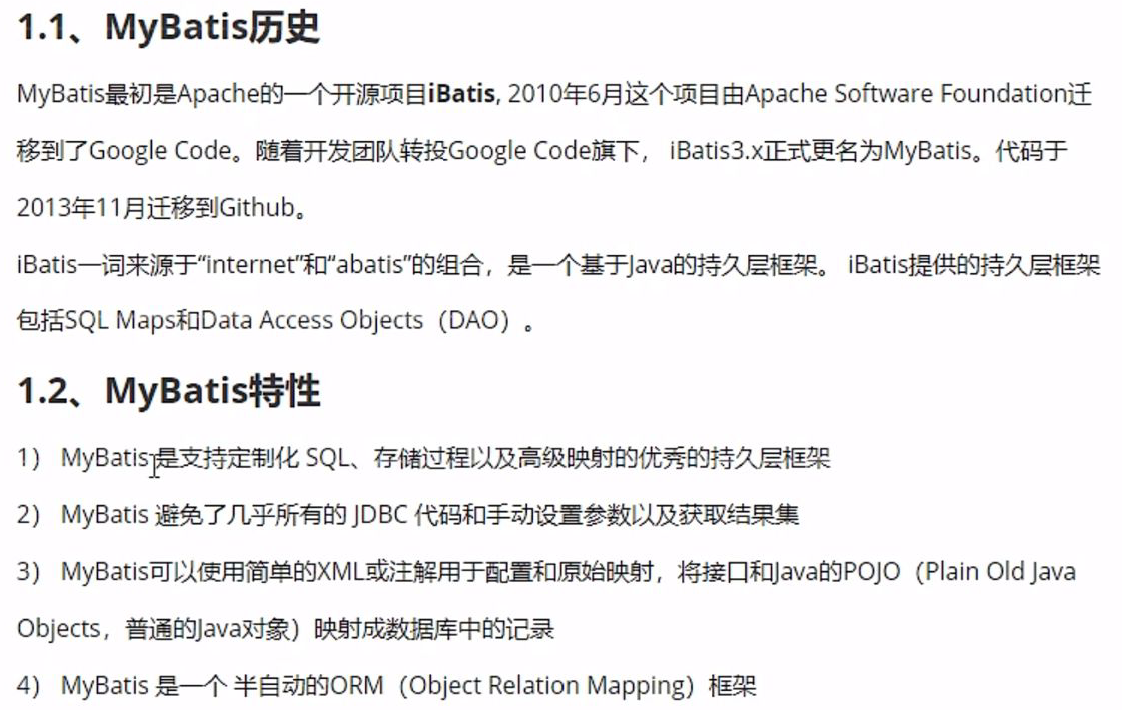 1.1、MyBatis历史
MyBatis最初是Apache的一个开源项目iBatis, 2010年6月这个项目由Apache Software Foundation迁
移到了Google Code。随着开发团队转投Google Code旗下， iBatis3.x正式更名为MyBatis。代码于
2013年11月迁移到Github。
iBatis一词来源于“internet”和“abatis”的组合，是一个基于Java的持久层框架。 iBatis提供的持久层框架
包括SQL Maps和Data Access Objects（DAO）。
1.2、MyBatis特性
1） MyBatis 是支持定制化 SQL、存储过程以及高级映射的优秀的持久层框架
2） MyBatis 避免了几乎所有的 JDBC 代码和手动设置参数以及获取结果集
3） MyBatis可以使用简单的XML或注解用于配置和原始映射，将接口和Java的POJO（Plain Old Java
Objects，普通的Java对象）映射成数据库中的记录
4） MyBatis 是一个 半自动的ORM（Object Relation Mapping）框架